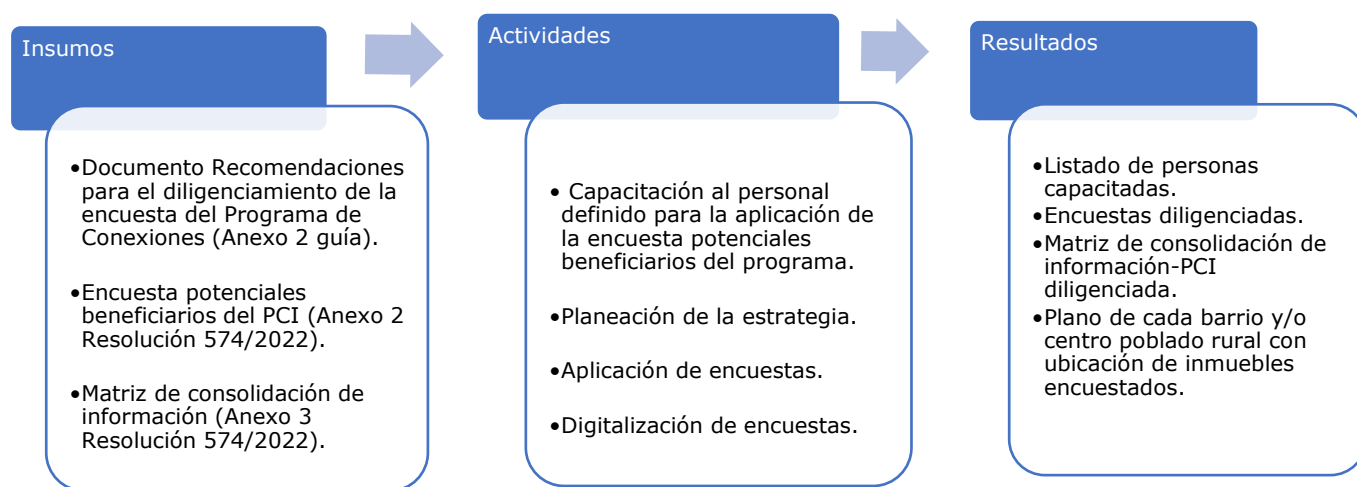 Insumos
•Documento Recomendaciones
para el diligenciamiento de la
encuesta del Programa de
Conexiones (Anexo 2 guía).
•Encuesta potenciales
beneficiarios del PCI (Anexo 2
Resolución 574/2022).
•Matriz de consolidación de
información (Anexo 3
Resolución 574/2022).
Actividades
• Capacitación al personal
definido para la aplicación de
la encuesta potenciales
beneficiarios del programa.
•Planeación de la estrategia.
•Aplicación de encuestas.
•Digitalización de encuestas.
Resultados
•Listado de personas
capacitadas.
•Encuestas diligenciadas.
•Matriz de consolidación de
información-PCI
diligenciada.
•Plano de cada barrio y/o
centro poblado rural con
ubicación de inmuebles
encuestados.